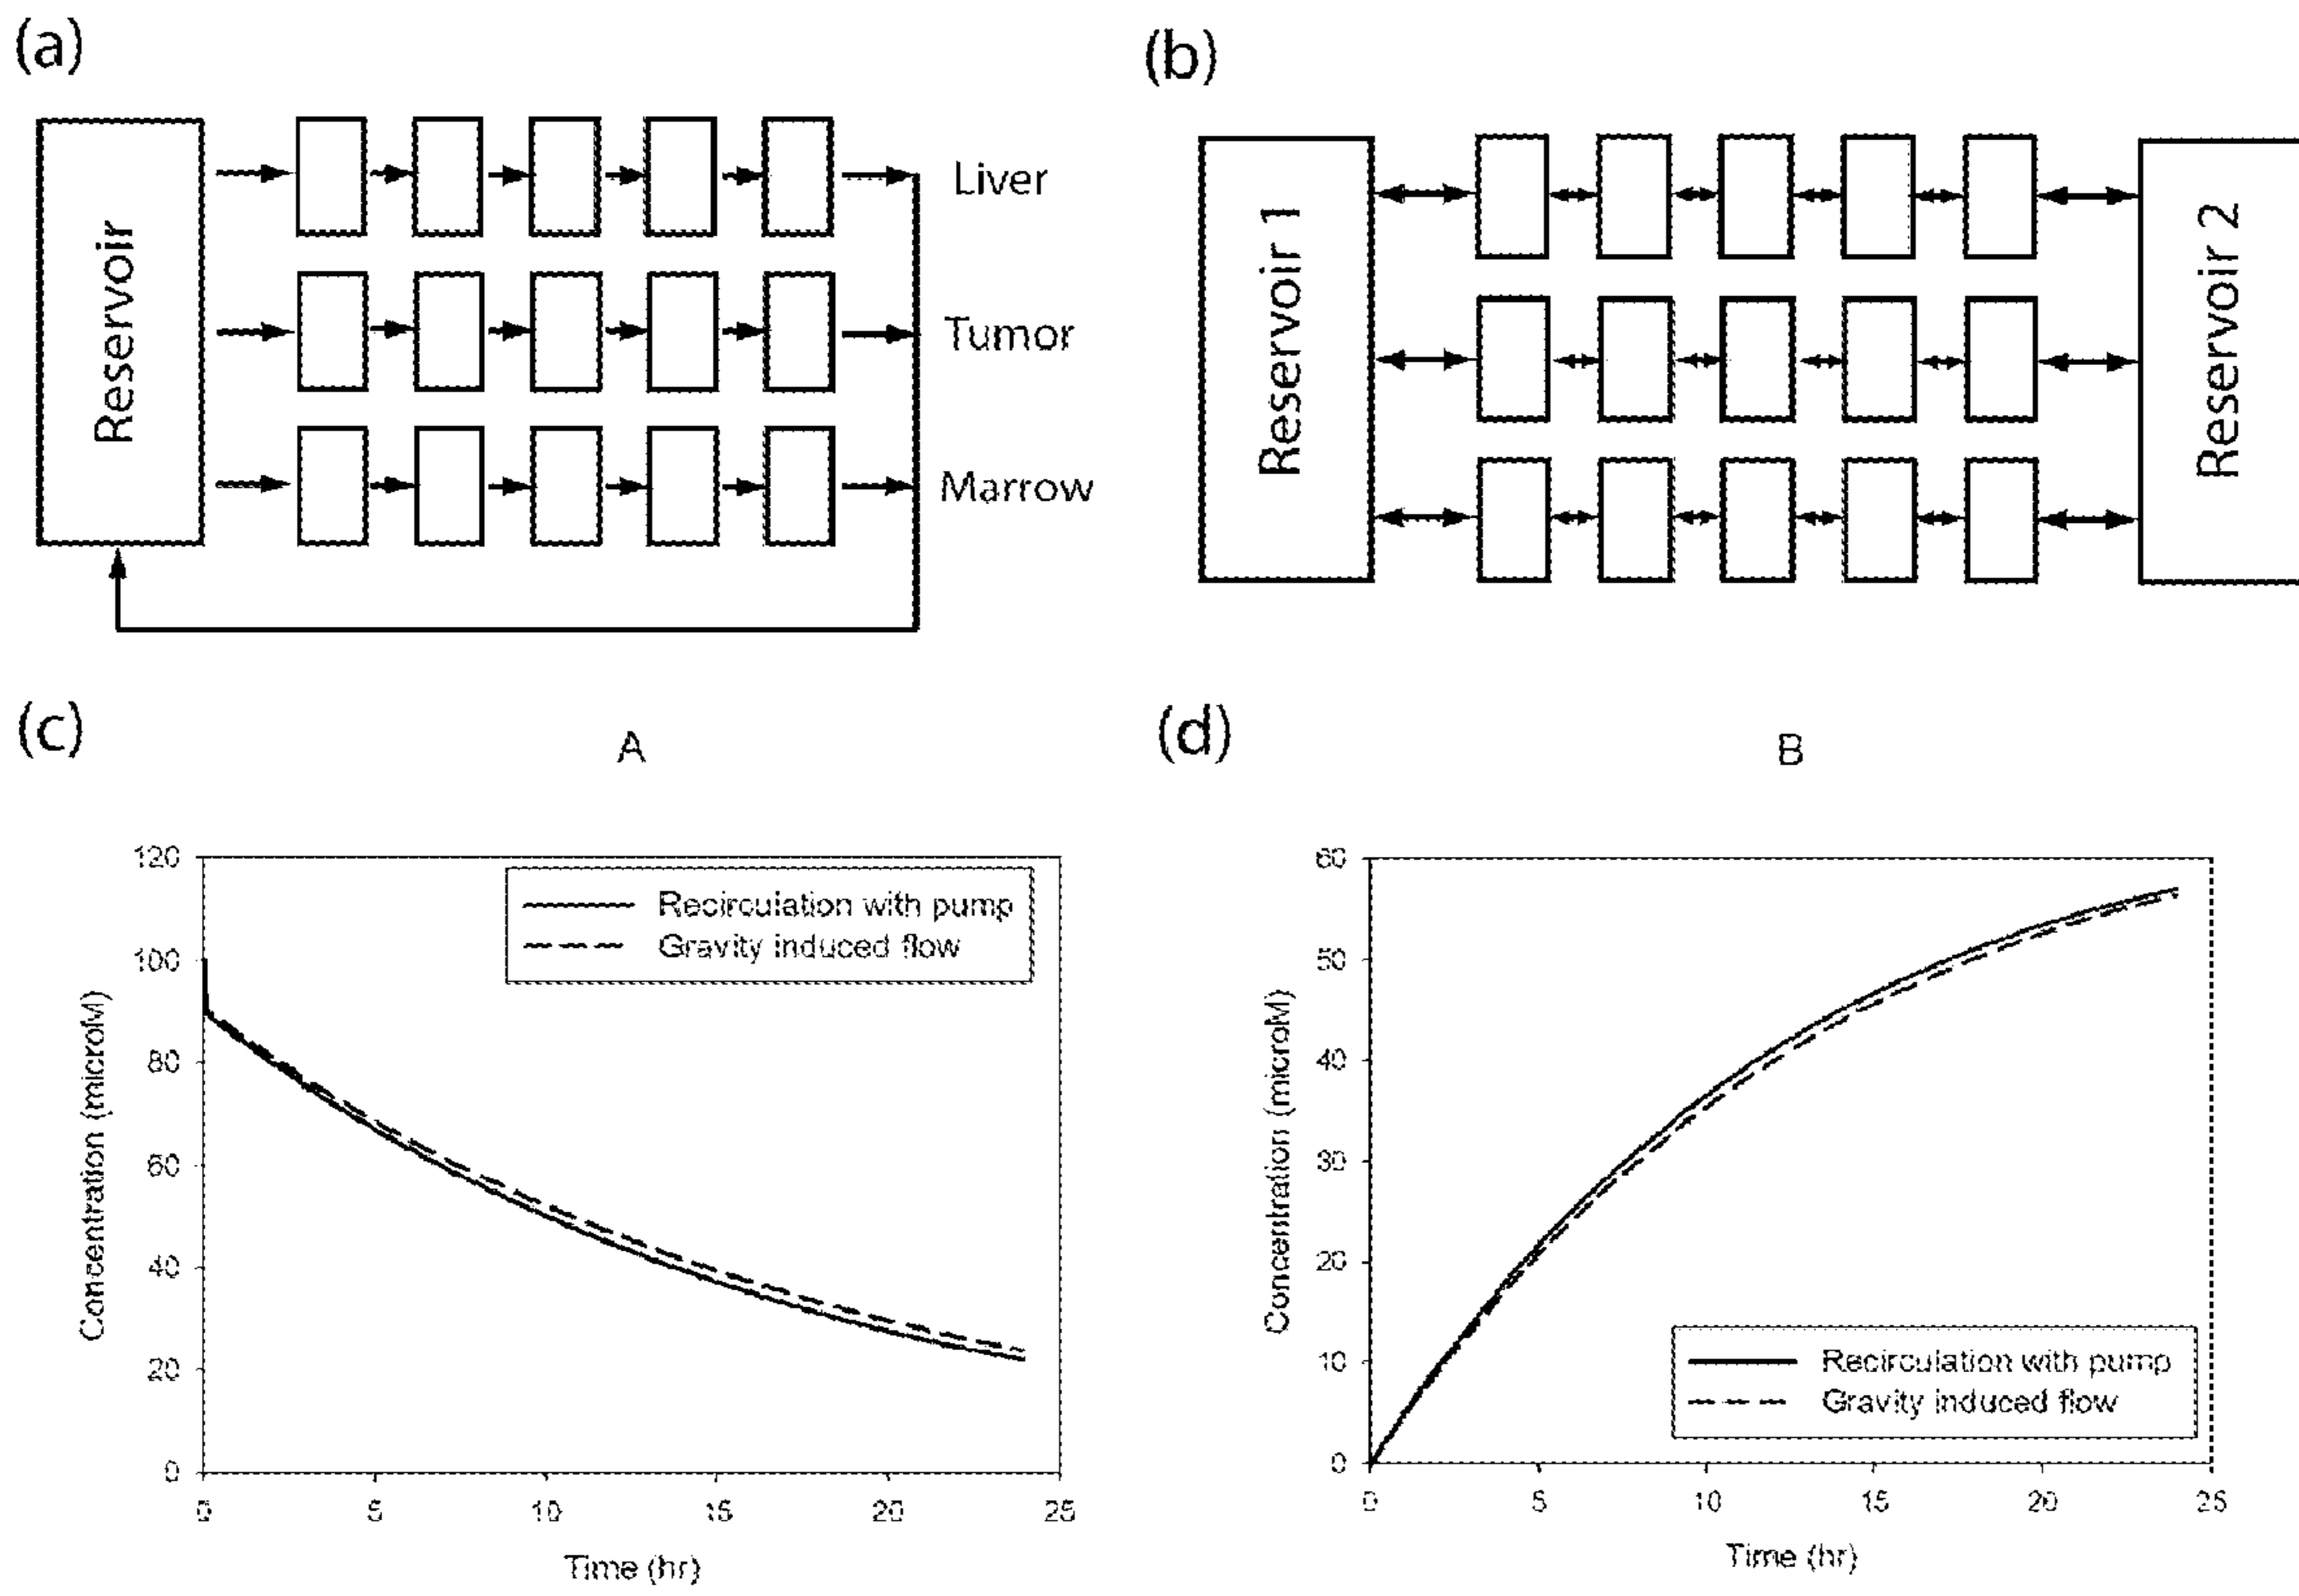 (a)
Reservoir
Liver
Tumor
Marrow
(b)
Reservoir 1
Reservoir 2
(c)
A
120
100
80
60
40
20
0
Concentration (microM)
Recirculation with pump
Gravity induced flow
0 5 10 15 20 25
Time (hr)
(d)
B
60
50
40
30
20
10
0
Concentration (microM)
Recirculation with pump
Gravity induced flow
0 5 10 15 20 25
Time (hr)